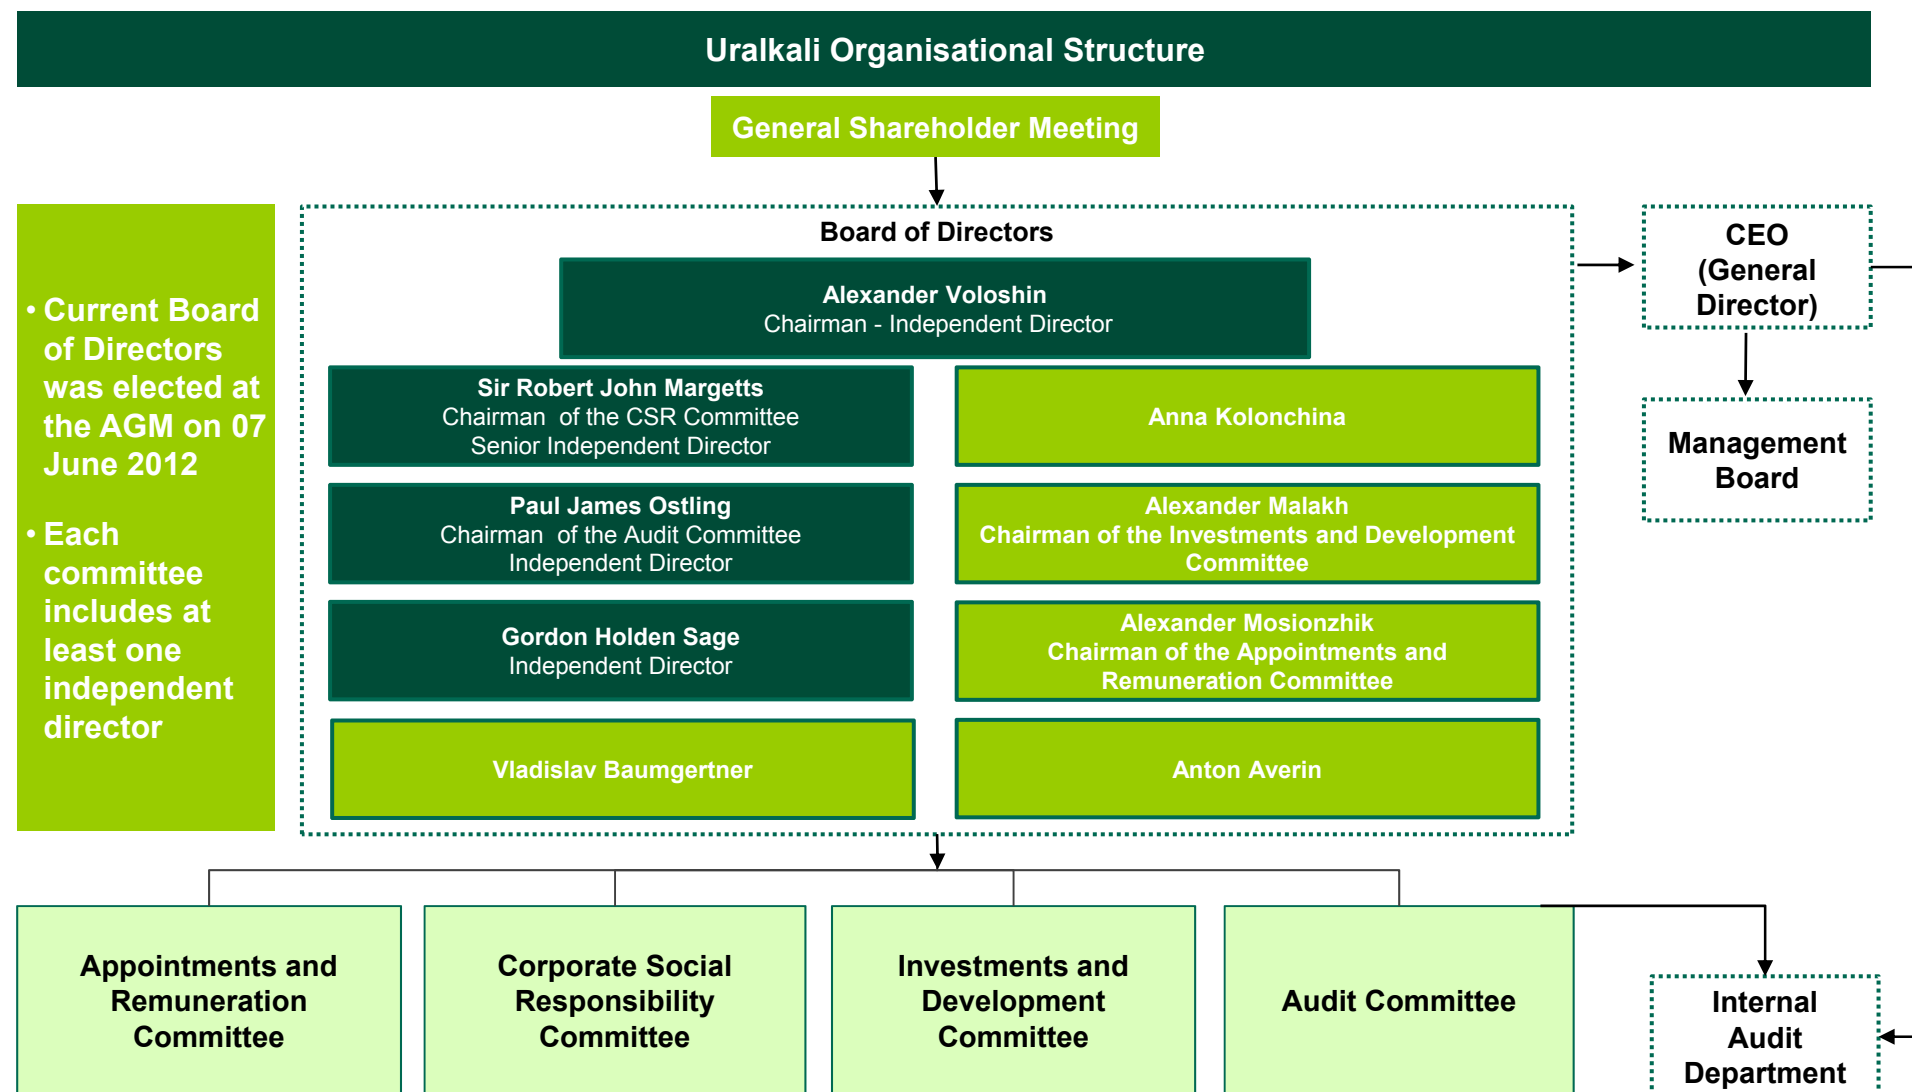 Uralkali Organisational Structure
General Shareholder Meeting
• Current Board
of Directors
was elected at
the AGM on 07
June 2012
• Each
committee
includes at
least one
independent
director
Board of Directors
Alexander Voloshin
Chairman - Independent Director
Sir Robert John Margetts
Chairman of the CSR Committee
Senior Independent Director
Anna Kolonchina
Paul James Ostling
Chairman of the Audit Committee
Independent Director
Alexander Malakh
Chairman of the Investments and Development
Committee
Gordon Holden Sage
Independent Director
Alexander Mosionzhik
Chairman of the Appointments and
Remuneration Committee
Vladislav Baumgertner
Anton Averin
CEO
(General
Director)
Management
Board
Appointments and
Remuneration
Committee
Corporate Social
Responsibility
Committee
Investments and
Development
Committee
Audit Committee
Internal
Audit
Department